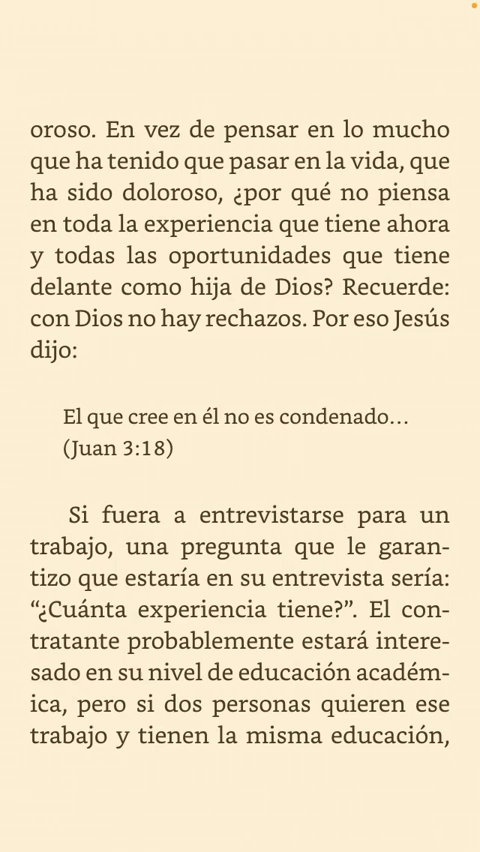 oroso. En vez de pensar en lo mucho
que ha tenido que pasar en la vida, que
ha sido doloroso, ¿por qué no piensa
en toda la experiencia que tiene ahora
y todas las oportunidades que tiene
delante como hija de Dios? Recuerde:
con Dios no hay rechazos. Por eso Jesús
dijo:
El que cree en él no es condenado…
(Juan 3:18)
Si fuera a entrevistarse para un
trabajo, una pregunta que le garan-
tizo que estaría en su entrevista sería:
“¿Cuánta experiencia tiene?”. El con-
tratante probablemente estará intere-
sado en su nivel de educación académ-
ica, pero si dos personas quieren ese
trabajo y tienen la misma educación,